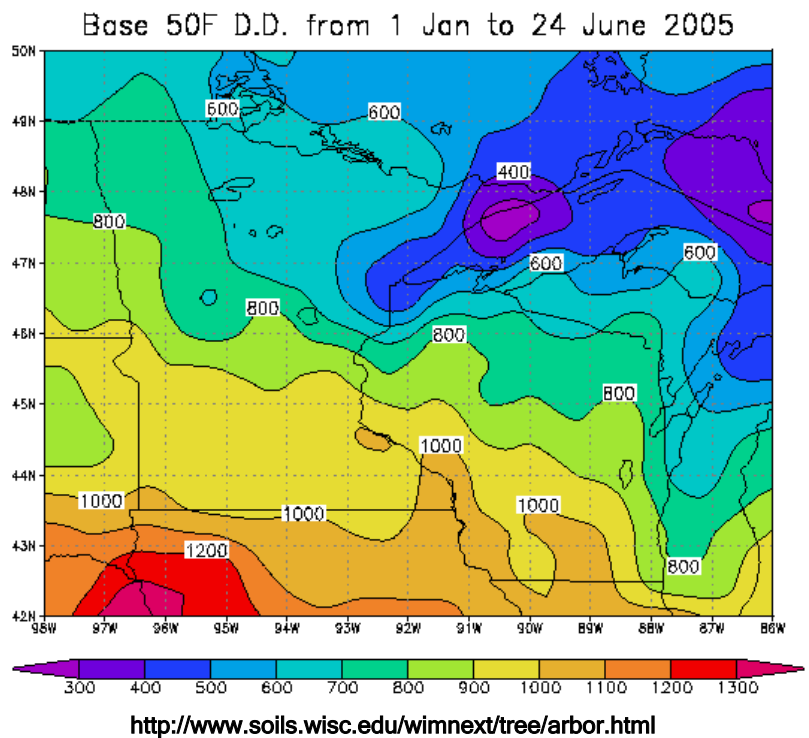 Base 50F D.D. from 1 Jan to 24 June 2005
50N
600
600
49N
400
48N
800
47N
600
600
46N
800
800
45N
800
44N
1000
1000
1000
1000
43N
1200
800
42N
98W 97W 96W 95W 94W 93W 92W 91W 90W 89W 88W 87W 86W
300 400 500 600 700 800 900 1000 1100 1200 1300
http://www.soils.wisc.edu/wimnext/tree/arbor.html